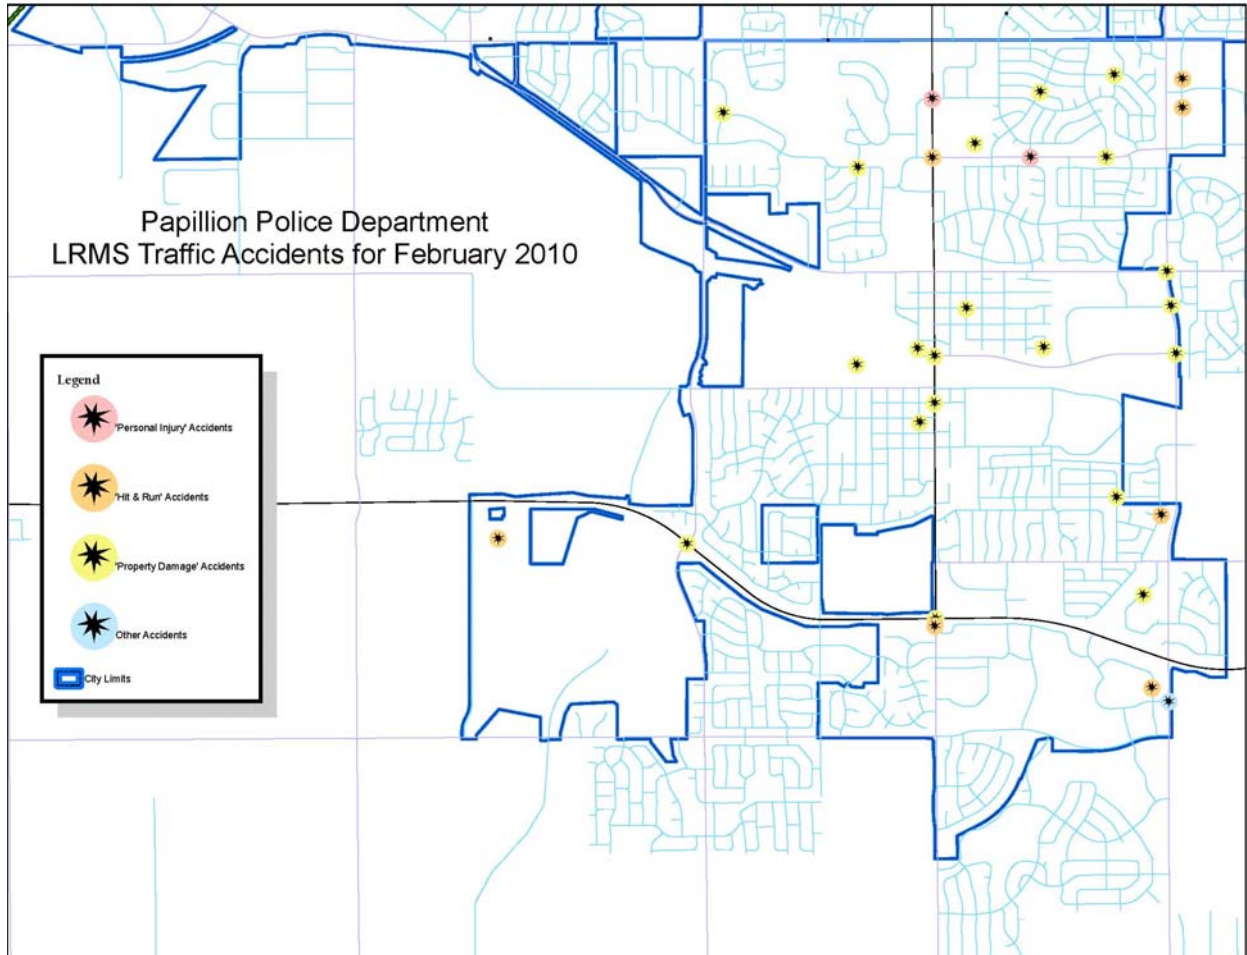 Papillion Police Department
LRMS Traffic Accidents for February 2010
Legend
'Personal Injury' Accidents
'Hit & Run' Accidents
'Property Damage' Accidents
Other Accidents
City Limits